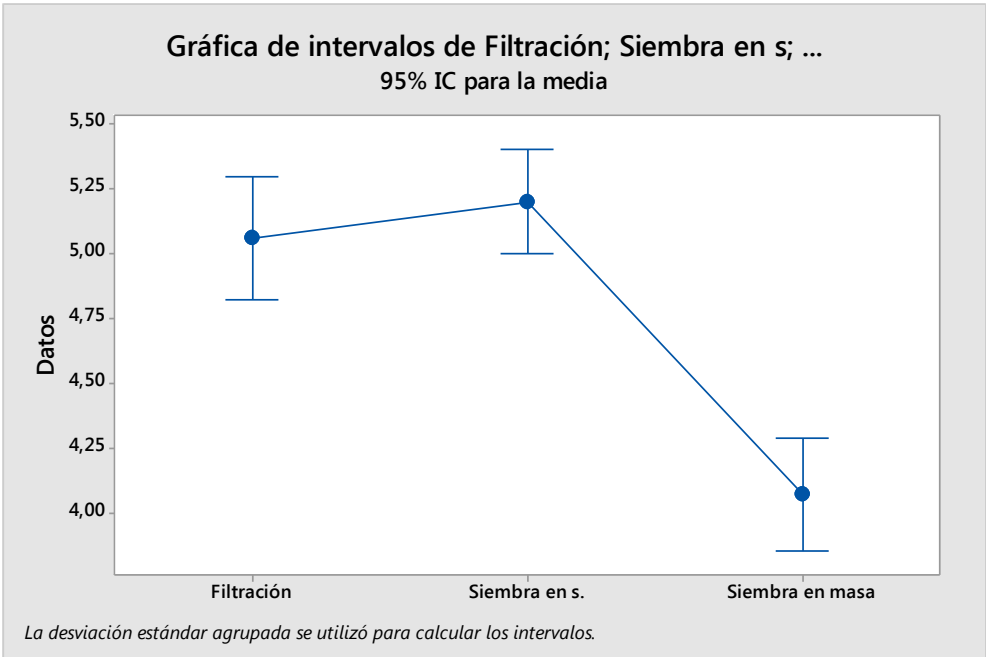 Gráfica de intervalos de Filtración; Siembra en s; ...
95% IC para la media
5,50
5,25
5,00
4,75
4,50
4,25
4,00
Datos
Filtración
Siembra en s.
Siembra en masa
La desviación estándar agrupada se utilizó para calcular los intervalos.